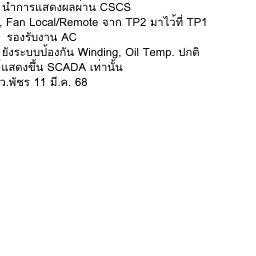 นำการแสดงผลผ่าน CSCS
, Fan Local/Remote จาก TP2 มาไว้ที่ TP1
รองรับงาน AC
ยังระบบป้องกัน Winding, Oil Temp. ปกติ
แสดงขึ้น SCADA เท่านั้น
ว.พัชร 11 มี.ค. 68